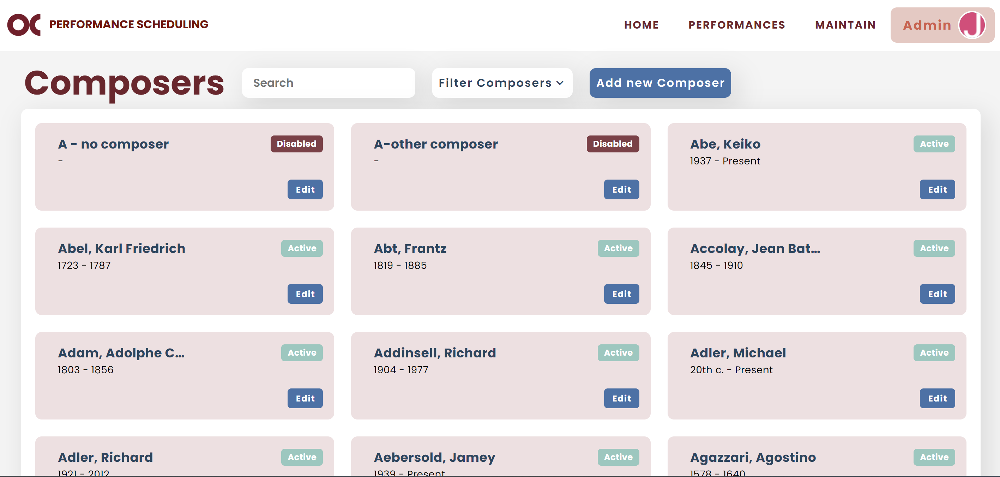 OC PERFORMANCE SCHEDULING
HOME PERFORMANCES MAINTAIN Admin J
Composers Search Filter Composers Add new Composer
A - no composer Disabled
-
Edit
A-other composer Disabled
-
Edit
Abe, Keiko Active
1937 - Present
Edit
Abel, Karl Friedrich Active
1723 - 1787
Edit
Abt, Frantz Active
1819 - 1885
Edit
Accolay, Jean Bat... Active
1845 - 1910
Edit
Adam, Adolphe C... Active
1803 - 1856
Edit
Addinsell, Richard Active
1904 - 1977
Edit
Adler, Michael Active
20th c. - Present
Edit
Adler, Richard Active
1921 - 2012
Aebersold, Jamey Active
1939 - Present
Agazzari, Agostino Active
1578 - 1640